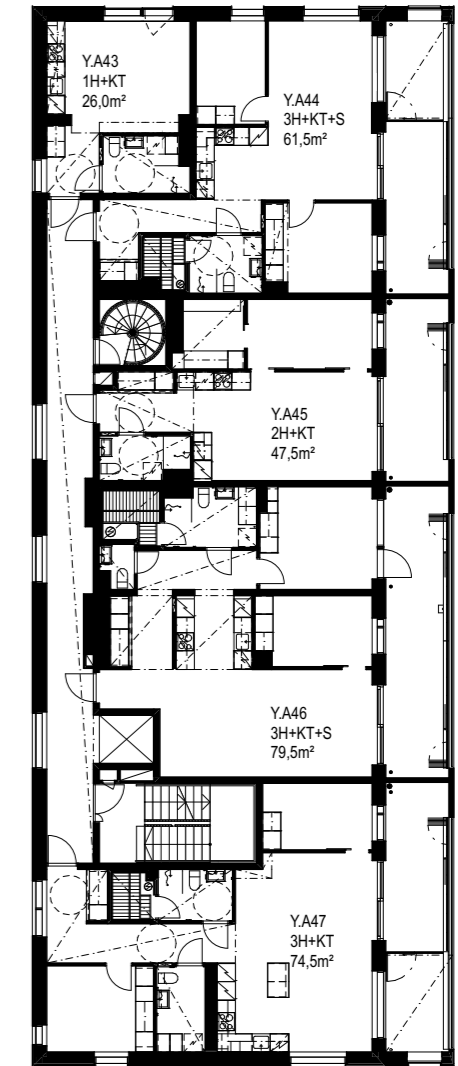 Y.A43
1H+KT
26,0m²
Y.A44
3H+KT+S
61,5m²
Y.A45
2H+KT
47,5m²
Y.A46
3H+KT+S
79,5m²
Y.A47
3H+KT
74,5m²